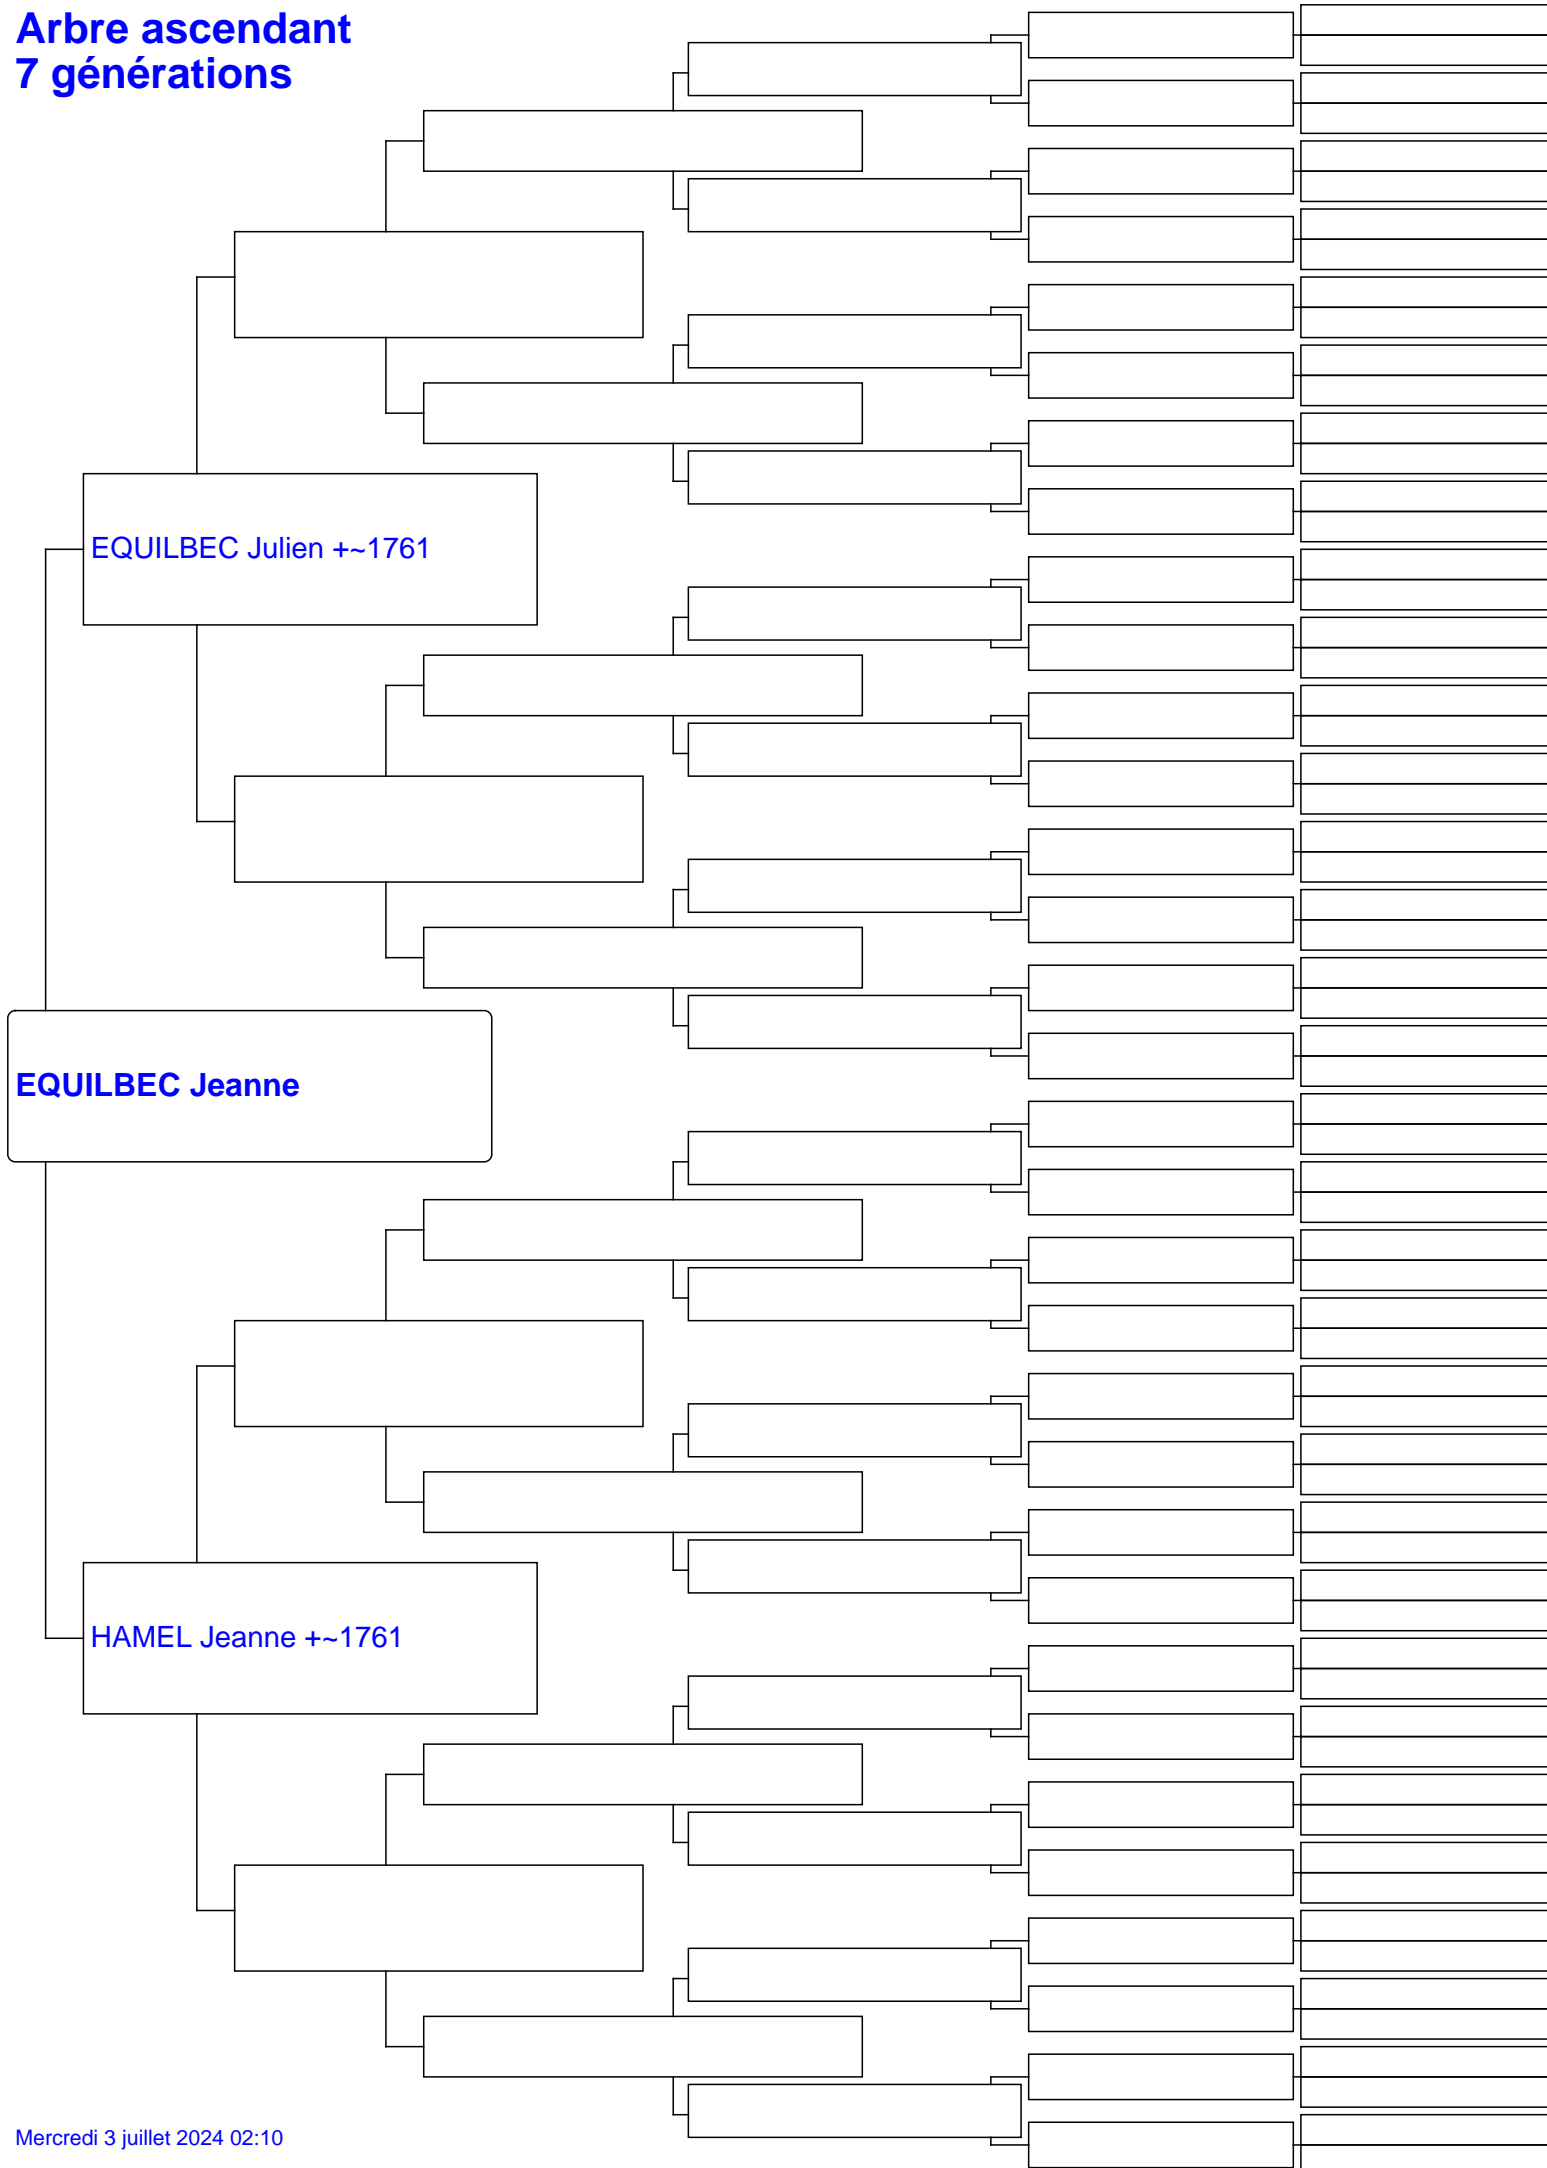 Arbre ascendant
7 générations
EQUILBEC Julien +~1761
EQUILBEC Jeanne
HAMEL Jeanne +~1761
Mercredi 3 juillet 2024 02:10